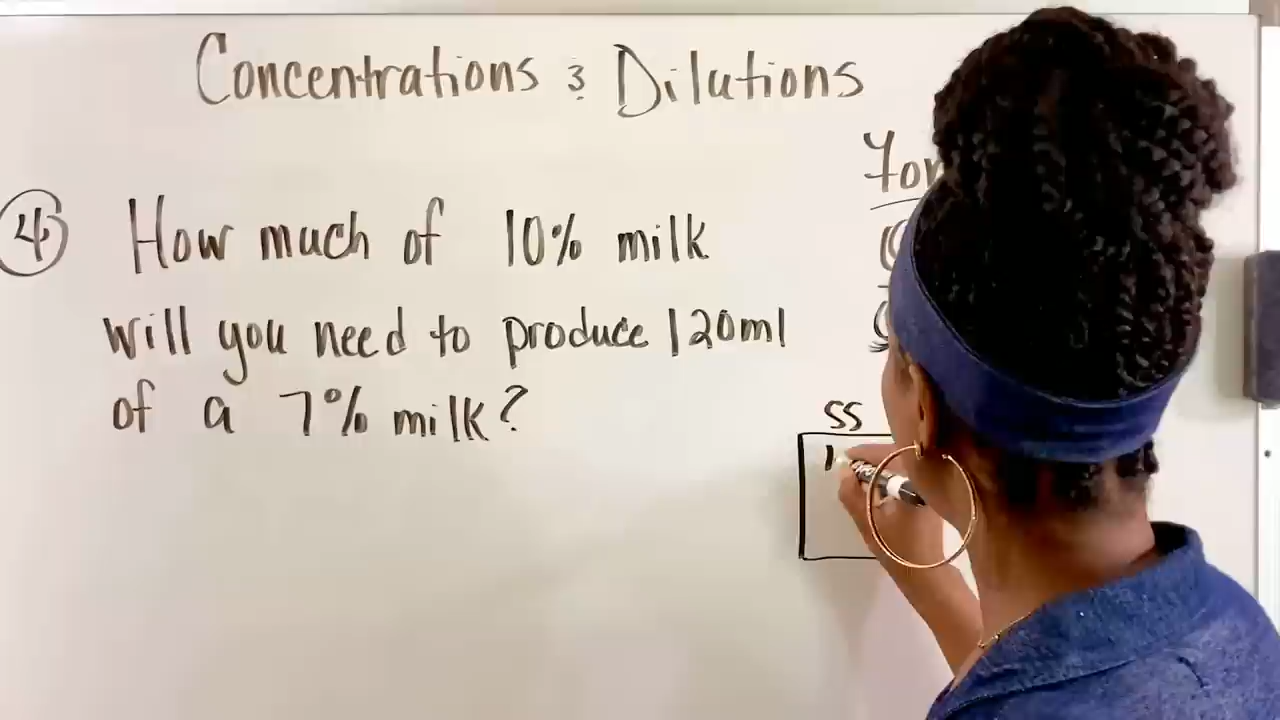 Concentrations & Dilutions
④ How much of 10% milk
will you need to produce 120ml
of a 7% milk?
SS